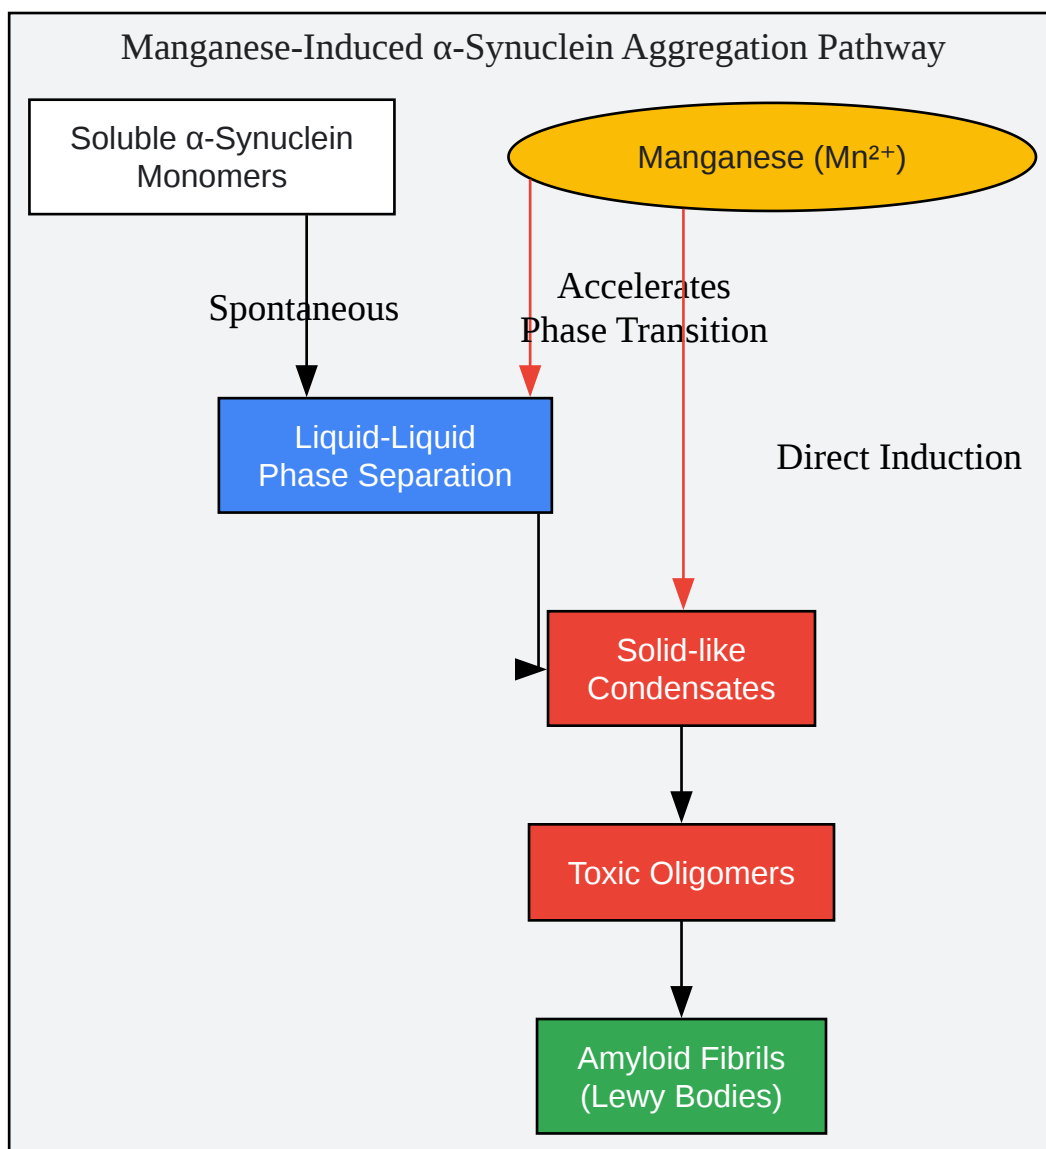 Manganese-Induced α-Synuclein Aggregation Pathway
Soluble α-Synuclein
Monomers
Manganese (Mn²⁺)
Spontaneous
Accelerates
Phase Transition
Liquid-Liquid
Phase Separation
Direct Induction
Solid-like
Condensates
Toxic Oligomers
Amyloid Fibrils
(Lewy Bodies)